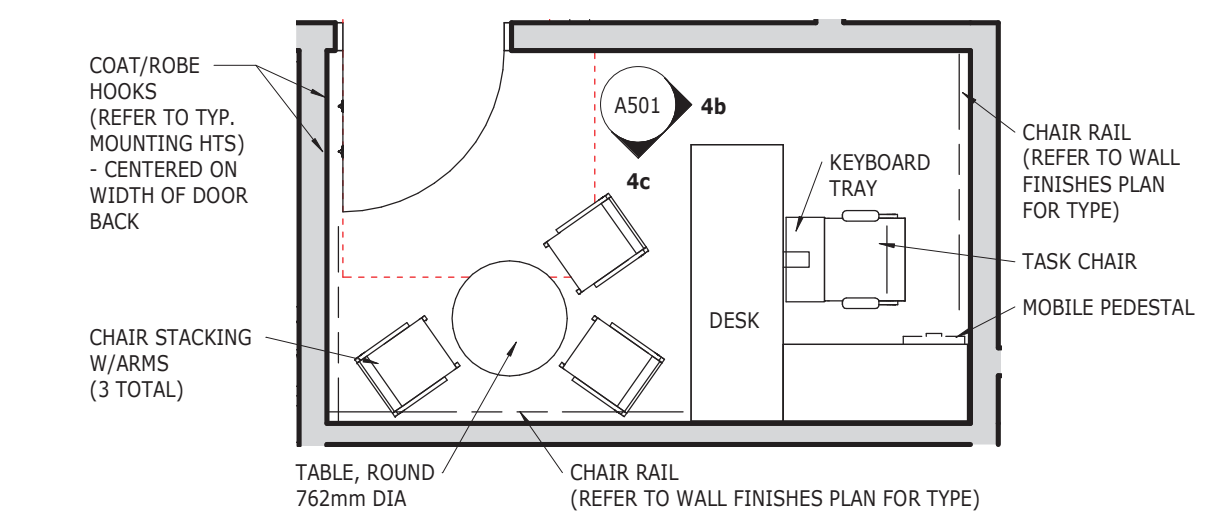 COAT/ROBE
HOOKS
(REFER TO TYP.
MOUNTING HTS)
- CENTERED ON
WIDTH OF DOOR
BACK
A501
4b
4c
KEYBOARD
TRAY
CHAIR RAIL
(REFER TO WALL
FINISHES PLAN
FOR TYPE)
TASK CHAIR
MOBILE PEDESTAL
DESK
CHAIR STACKING
W/ARMS
(3 TOTAL)
TABLE, ROUND
762mm DIA
CHAIR RAIL
(REFER TO WALL FINISHES PLAN FOR TYPE)